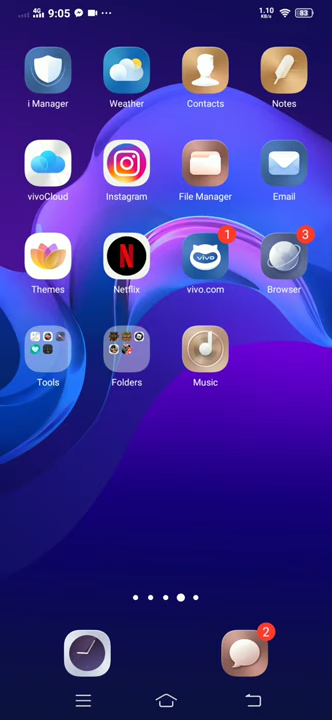 4G 9:05 ... 1.10 KB/s 83
i Manager Weather Contacts Notes
vivoCloud Instagram File Manager Email
N vivo 1 3
Themes Netflix vivo.com Browser
Tools Folders Music
2